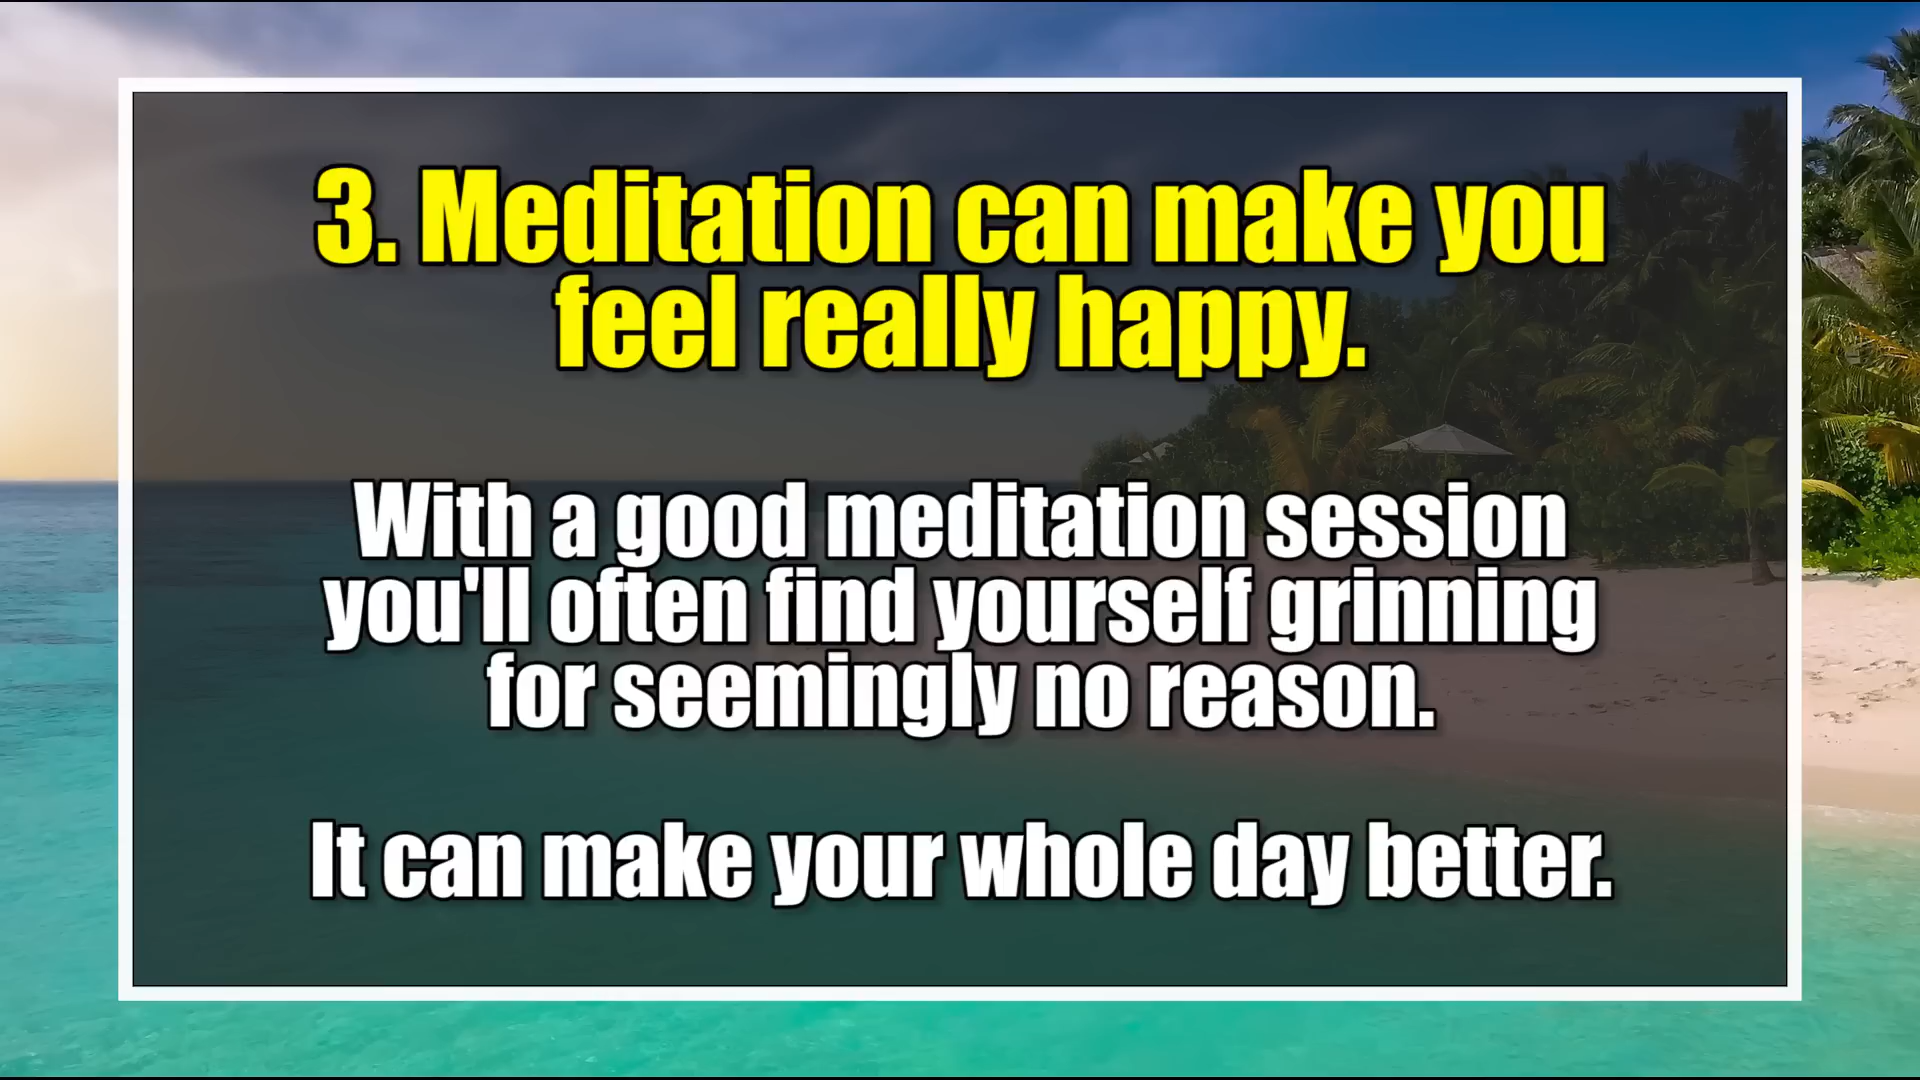 3. Meditation can make you
feel really happy.
With a good meditation session
you'll often find yourself grinning
for seemingly no reason.
It can make your whole day better.